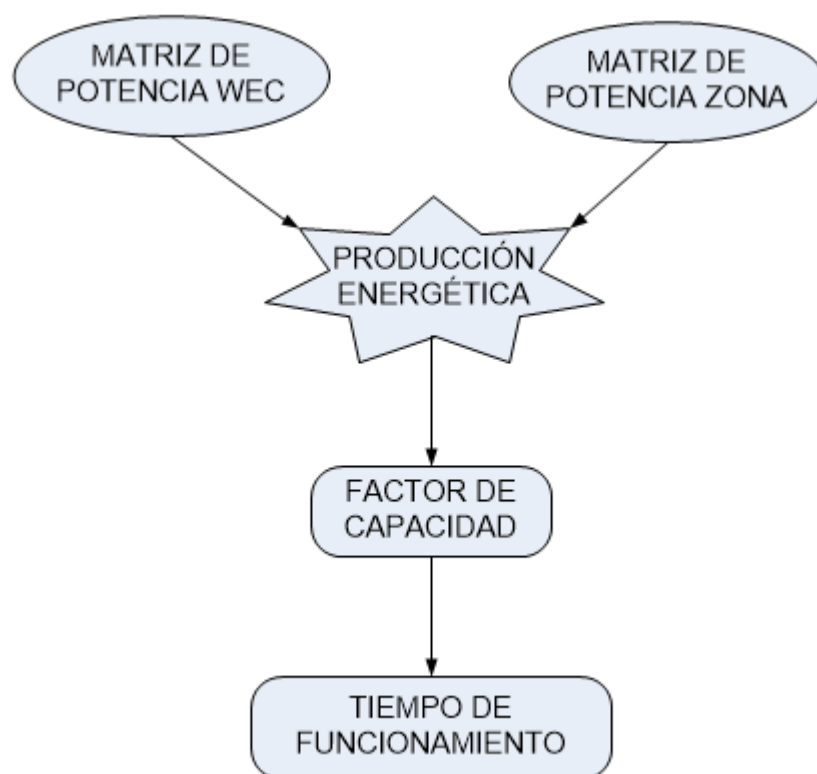 MATRIZ DE
POTENCIA WEC
MATRIZ DE
POTENCIA ZONA
PRODUCCIÓN
ENERGÉTICA
FACTOR DE
CAPACIDAD
TIEMPO DE
FUNCIONAMIENTO